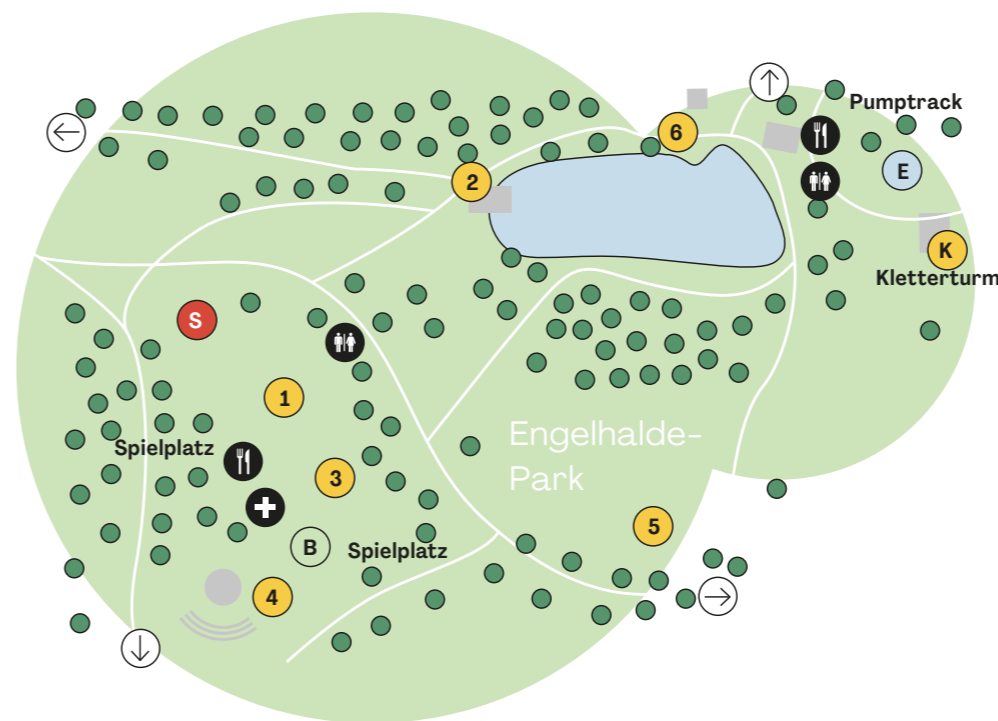 Pumptrack
6
E
2
K
Kletterturm
S
1
Engelhalde-
Park
Spielplatz
3
5
B
Spielplatz
4